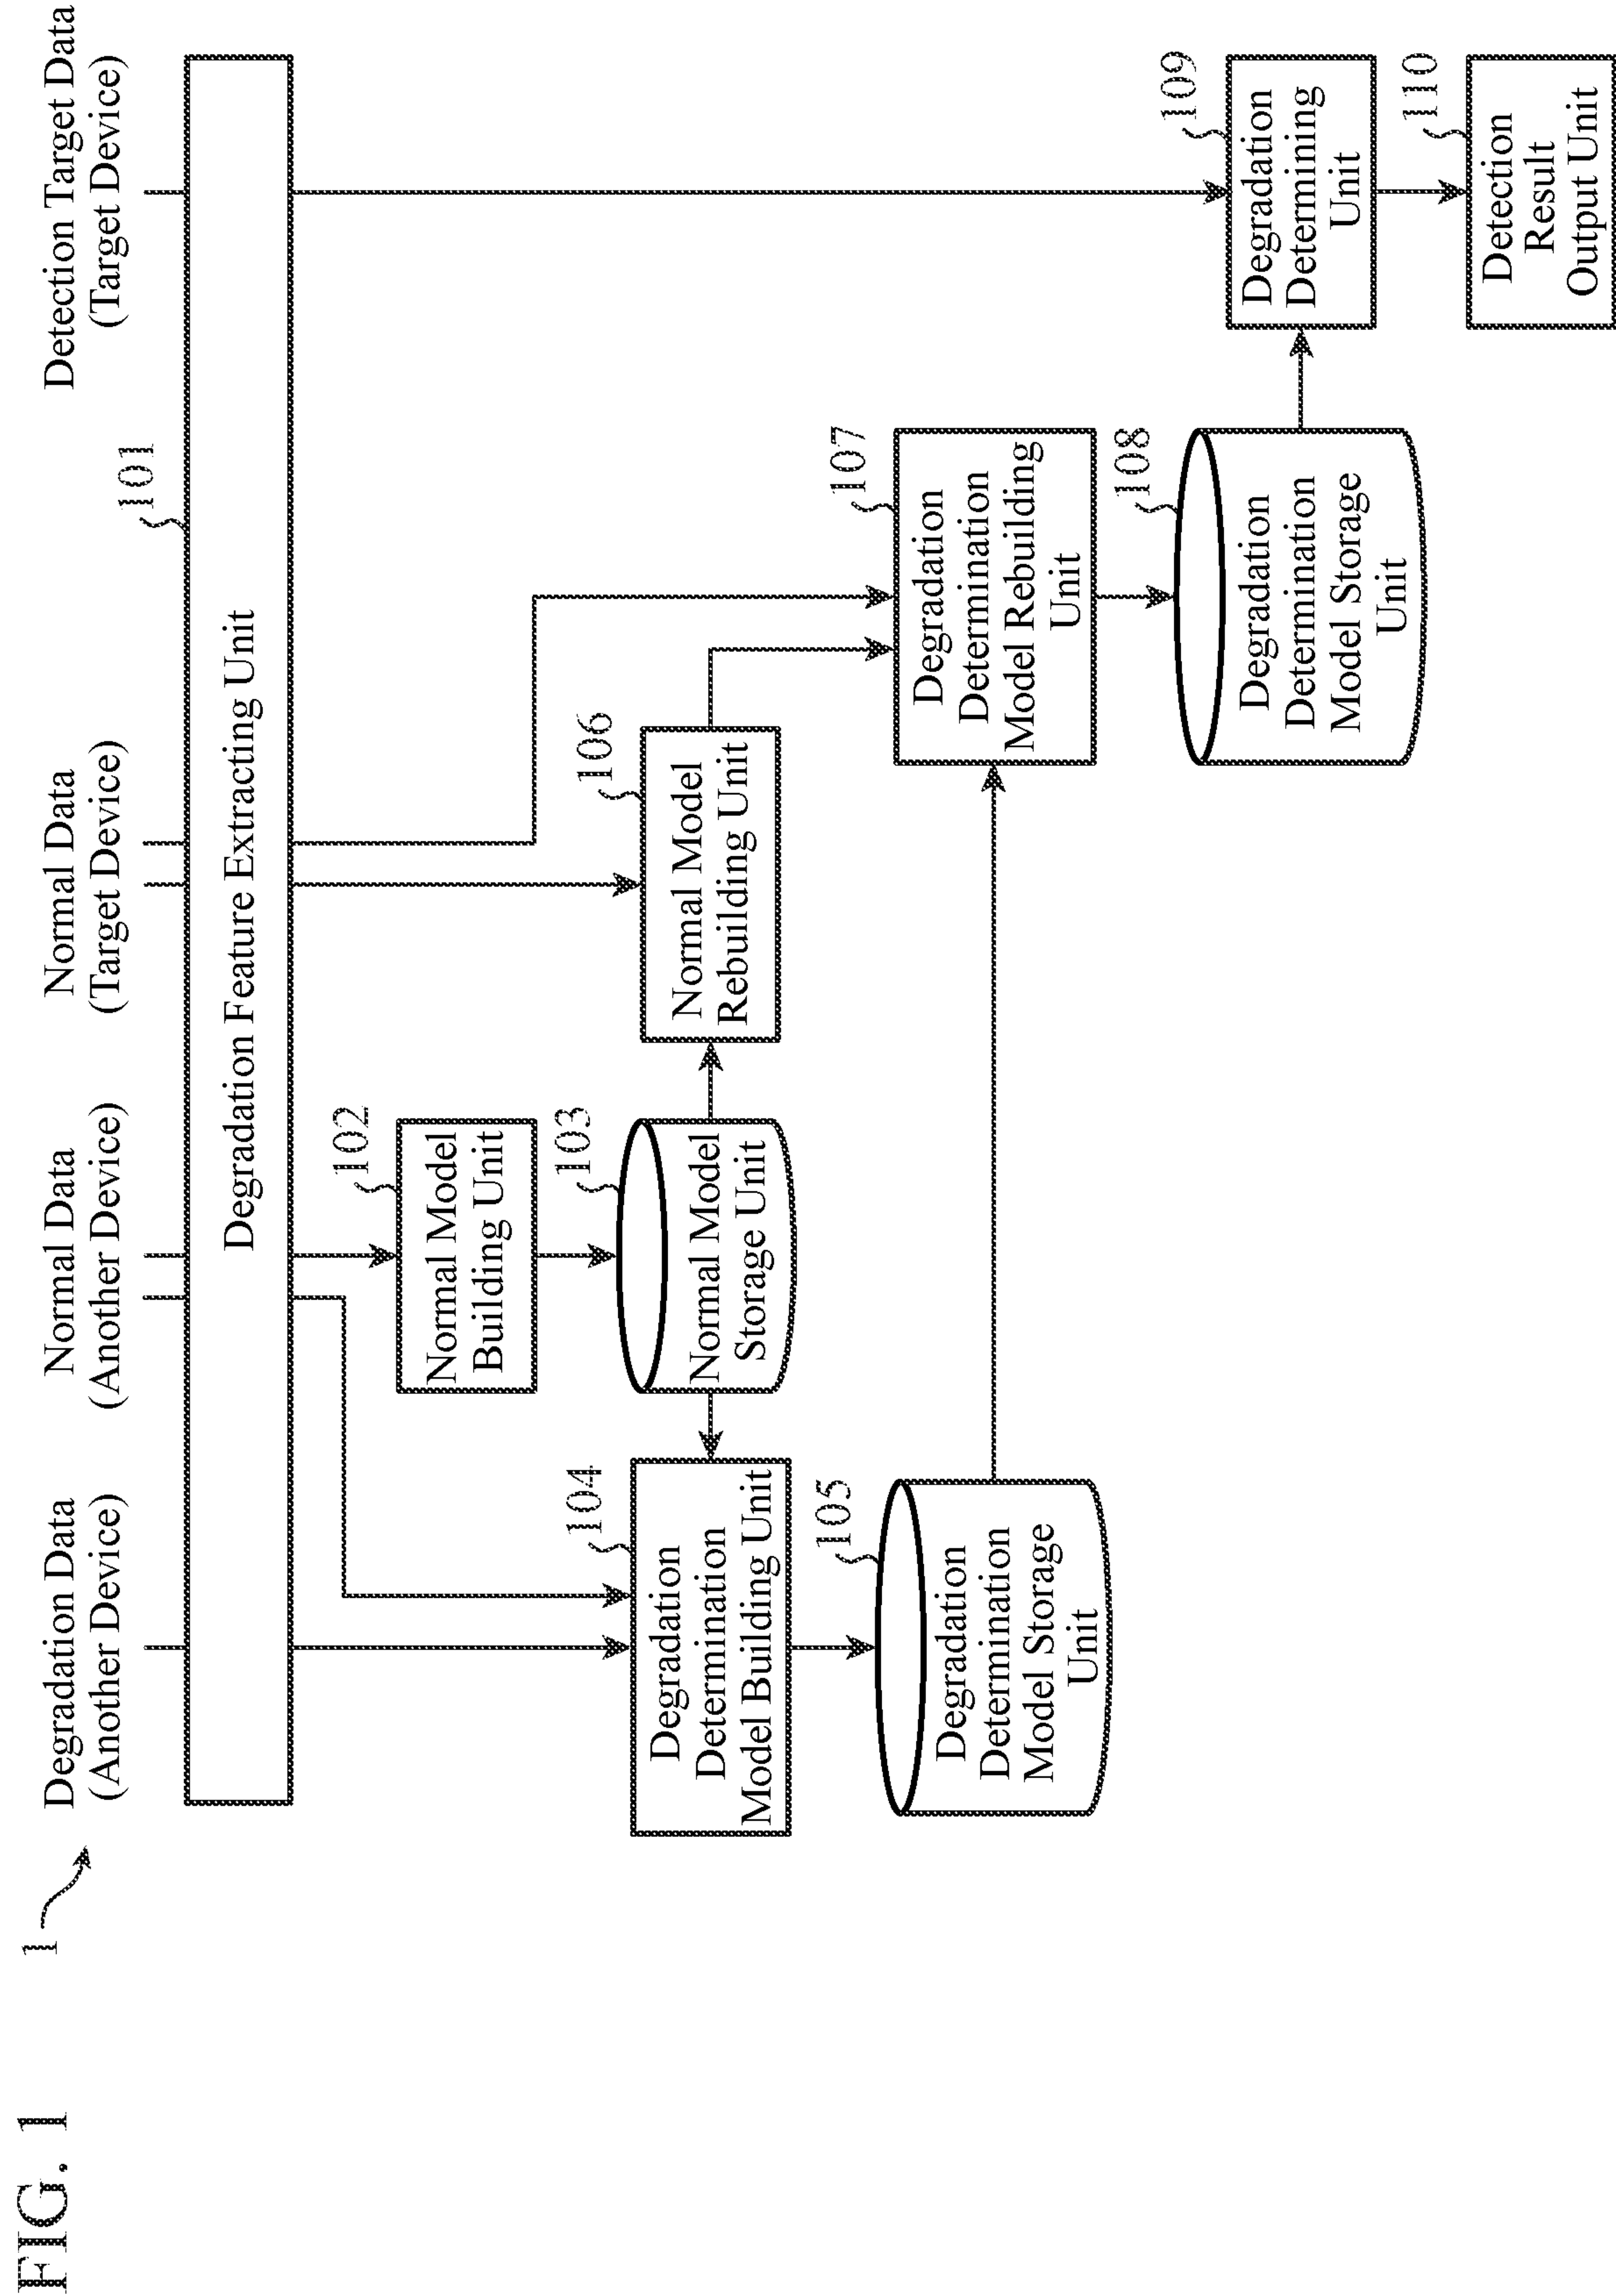 FIG. 1
1
Degradation Data
(Another Device)
Normal Data
(Another Device)
Normal Data
(Target Device)
Detection Target Data
(Target Device)
101
Degradation Feature Extracting Unit
102
Normal Model
Building Unit
103
Normal Model
Storage Unit
104
Degradation
Determination
Model Building Unit
105
Degradation
Determination
Model Storage
Unit
106
Normal Model
Rebuilding Unit
107
Degradation
Determination
Model Rebuilding
Unit
108
Degradation
Determination
Model Storage
Unit
109
Degradation
Determining
Unit
110
Detection
Result
Output Unit